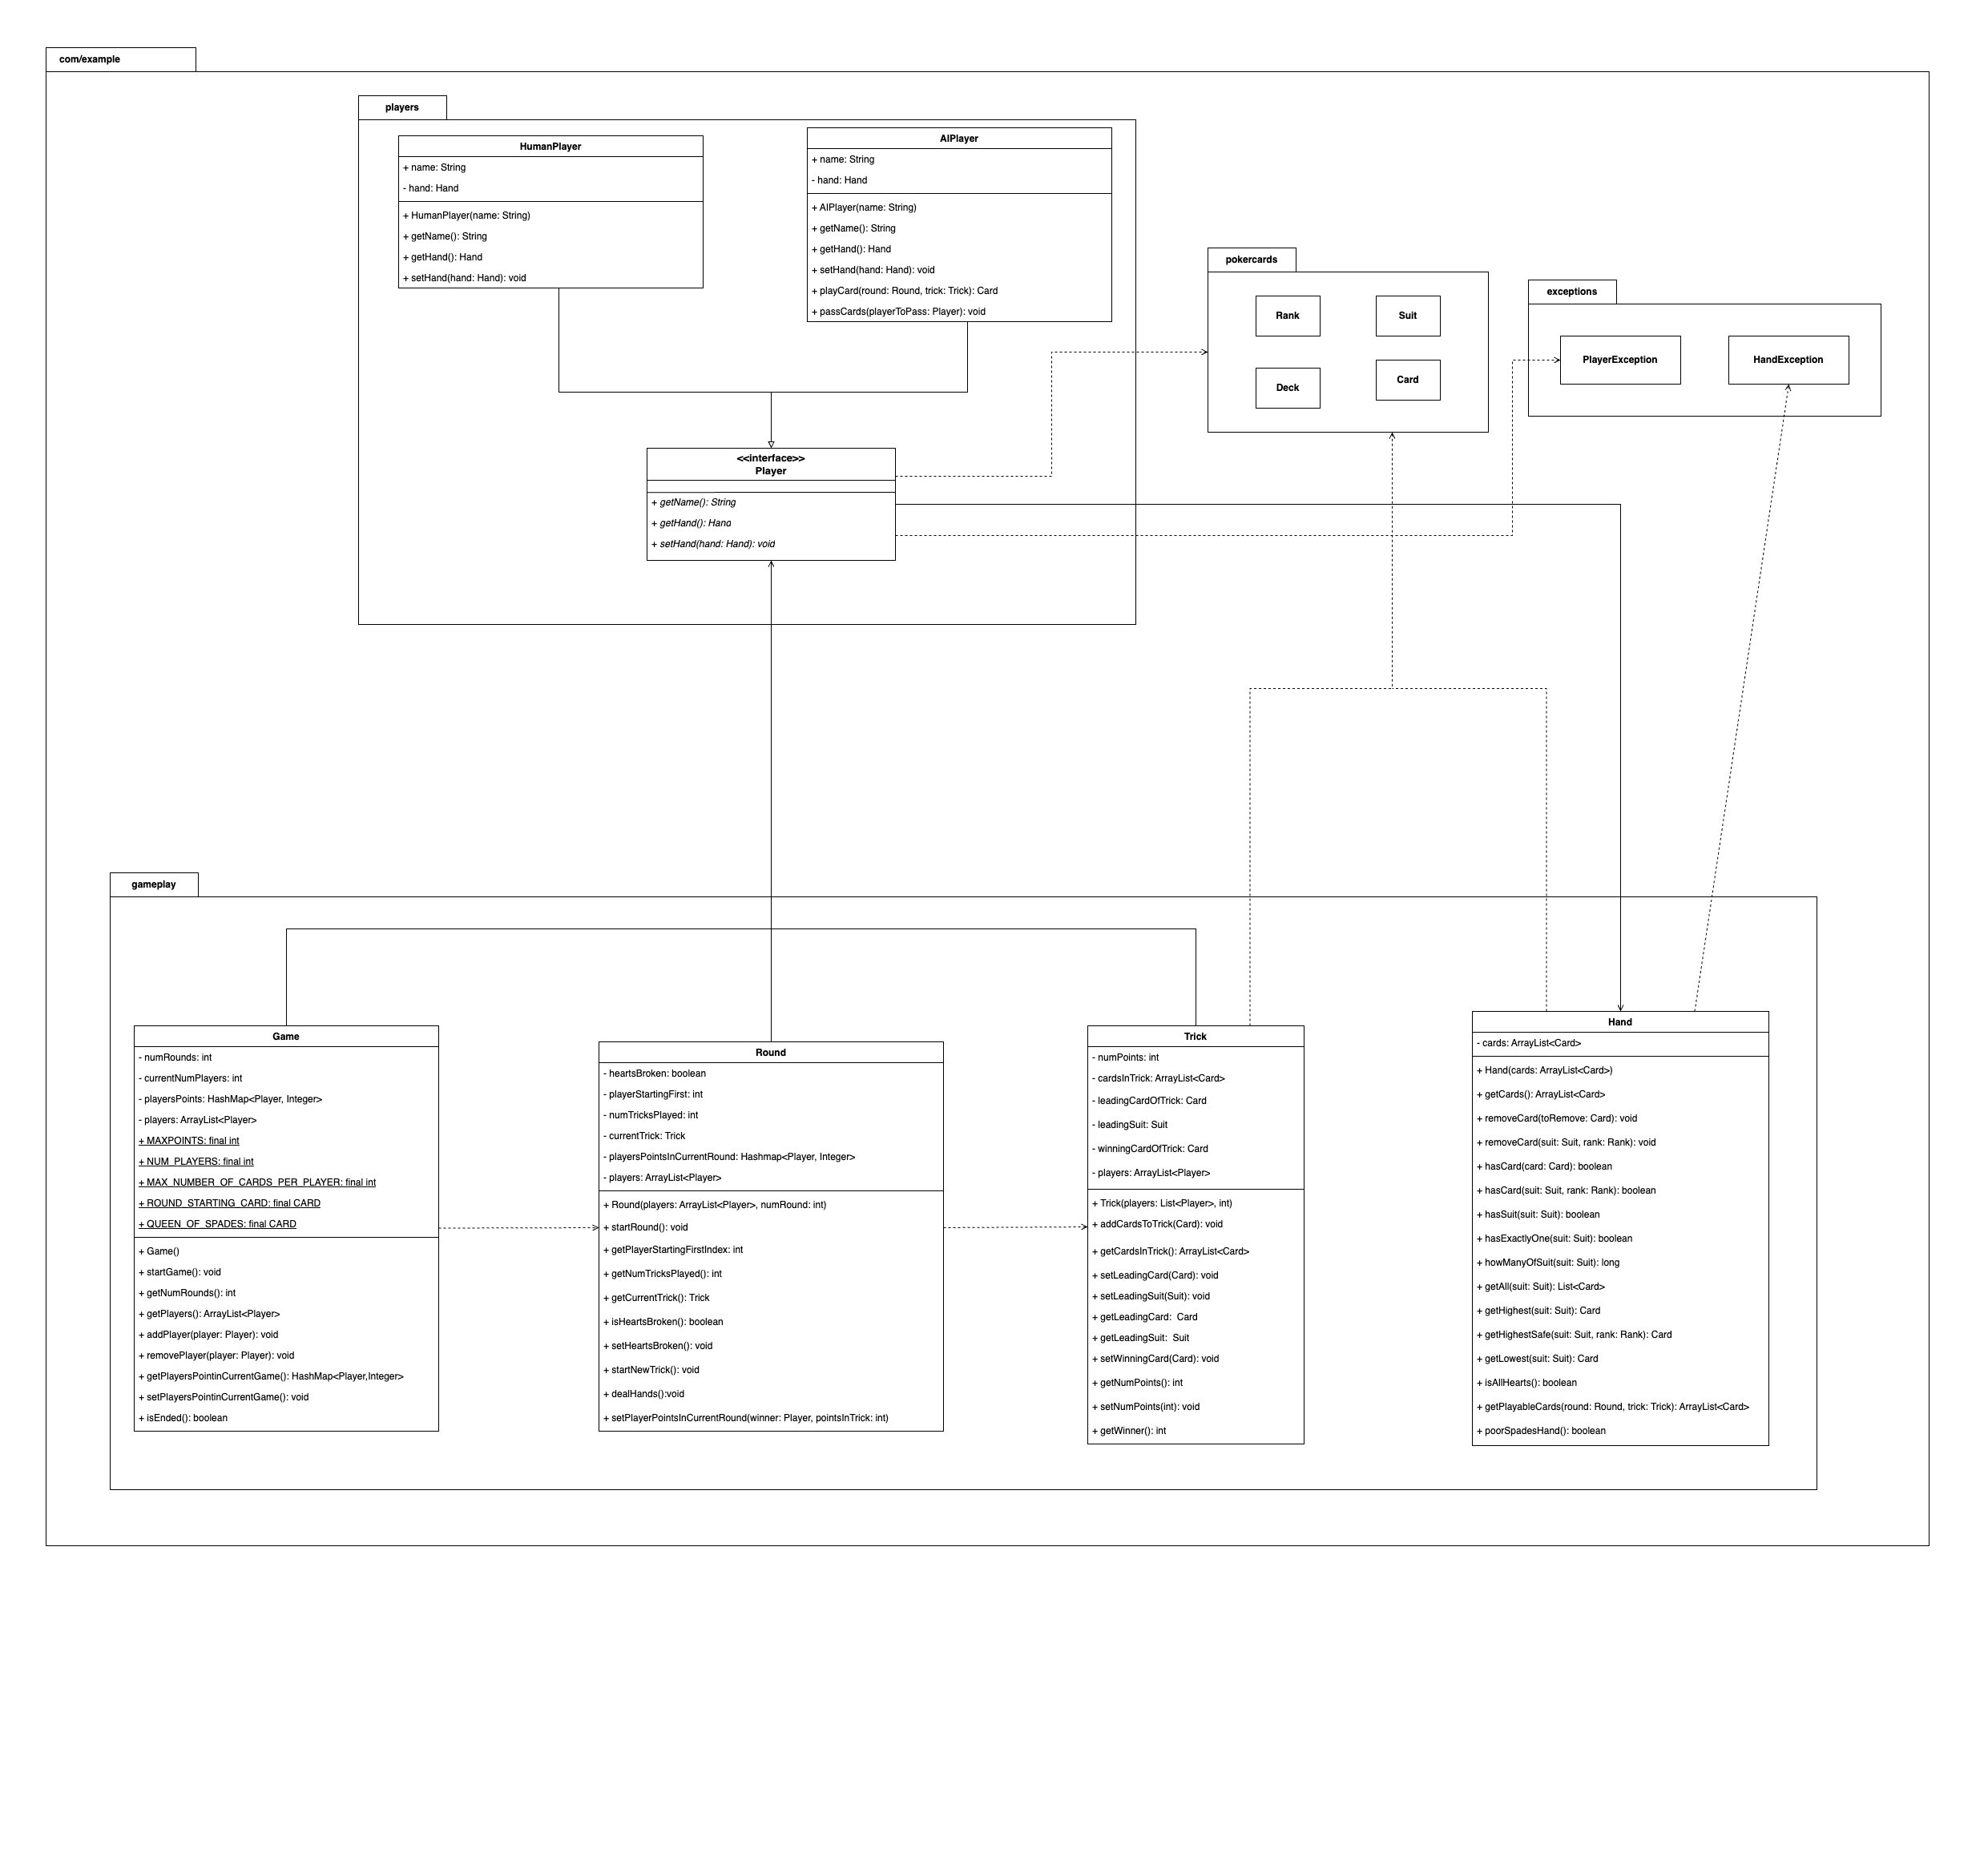 com/example
players
HumanPlayer
+ name: String
- hand: Hand
+ HumanPlayer(name: String)
+ getName(): String
+ getHand(): Hand
+ setHand(hand: Hand): void
AIPlayer
+ name: String
- hand: Hand
+ AIPlayer(name: String)
+ getName(): String
+ getHand(): Hand
+ setHand(hand: Hand): void
+ playCard(round: Round, trick: Trick): Card
+ passCards(playerToPass: Player): void
pokercards
Rank
Suit
Deck
Card
exceptions
PlayerException
HandException
<<interface>>
Player
+ getName(): String
+ getHand(): Hand
+ setHand(hand: Hand): void
gameplay
Game
- numRounds: int
- currentNumPlayers: int
- playersPoints: HashMap<Player, Integer>
- players: ArrayList<Player>
+ MAXPOINTS: final int
+ NUM_PLAYERS: final int
+ MAX_NUMBER_OF_CARDS_PER_PLAYER: final int
+ ROUND_STARTING_CARD: final CARD
+ QUEEN_OF_SPADES: final CARD
+ Game()
+ startGame(): void
+ getNumRounds(): int
+ getPlayers(): ArrayList<Player>
+ addPlayer(player: Player): void
+ removePlayer(player: Player): void
+ getPlayersPointinCurrentGame(): HashMap<Player,Integer>
+ setPlayersPointinCurrentGame(): void
+ isEnded(): boolean
Round
- heartsBroken: boolean
- playerStartingFirst: int
- numTricksPlayed: int
- currentTrick: Trick
- playersPointsInCurrentRound: Hashmap<Player, Integer>
- players: ArrayList<Player>
+ Round(players: ArrayList<Player>, numRound: int)
+ startRound(): void
+ getPlayerStartingFirstIndex: int
+ getNumTricksPlayed(): int
+ getCurrentTrick(): Trick
+ isHeartsBroken(): boolean
+ setHeartsBroken(): void
+ startNewTrick(): void
+ dealHands():void
+ setPlayerPointsInCurrentRound(winner: Player, pointsInTrick: int)
Trick
- numPoints: int
- cardsInTrick: ArrayList<Card>
- leadingCardOfTrick: Card
- leadingSuit: Suit
- winningCardOfTrick: Card
- players: ArrayList<Player>
+ Trick(players: List<Player>, int)
+ addCardsToTrick(Card): void
+ getCardsInTrick(): ArrayList<Card>
+ setLeadingCard(Card): void
+ setLeadingSuit(Suit): void
+ getLeadingCard:  Card
+ getLeadingSuit:  Suit
+ setWinningCard(Card): void
+ getNumPoints(): int
+ setNumPoints(int): void
+ getWinner(): int
Hand
- cards: ArrayList<Card>
+ Hand(cards: ArrayList<Card>)
+ getCards(): ArrayList<Card>
+ removeCard(toRemove: Card): void
+ removeCard(suit: Suit, rank: Rank): void
+ hasCard(card: Card): boolean
+ hasCard(suit: Suit, rank: Rank): boolean
+ hasSuit(suit: Suit): boolean
+ hasExactlyOne(suit: Suit): boolean
+ howManyOfSuit(suit: Suit): long
+ getAll(suit: Suit): List<Card>
+ getHighest(suit: Suit): Card
+ getHighestSafe(suit: Suit, rank: Rank): Card
+ getLowest(suit: Suit): Card
+ isAllHearts(): boolean
+ getPlayableCards(round: Round, trick: Trick): ArrayList<Card>
+ poorSpadesHand(): boolean